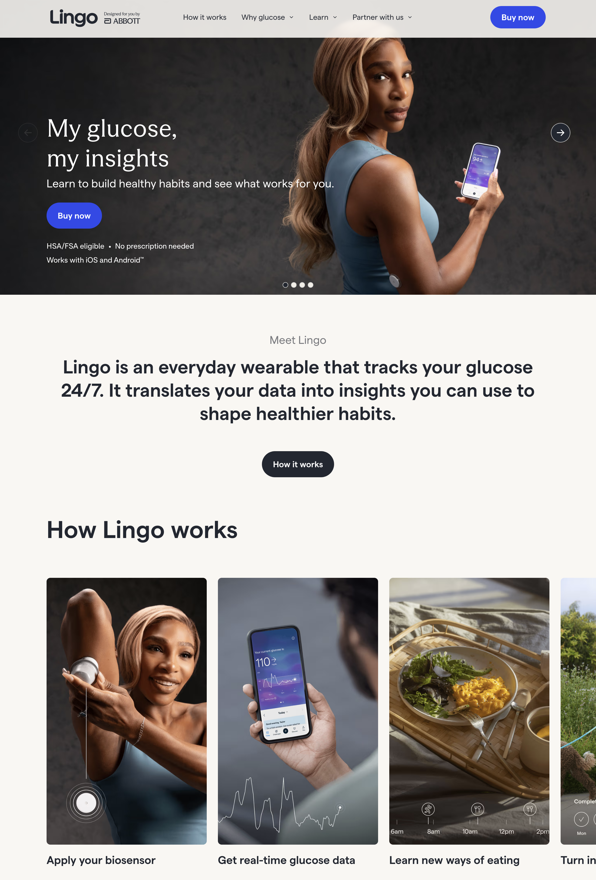 Lingo
Designed for you by
ABBOTT
How it works
Why glucose
Learn
Partner with us
Buy now
My glucose,
my insights
Learn to build healthy habits and see what works for you.
Buy now
HSA/FSA eligible • No prescription needed
Works with iOS and Android™
Meet Lingo
Lingo is an everyday wearable that tracks your glucose
24/7. It translates your data into insights you can use to
shape healthier habits.
How it works
How Lingo works
110
6am 8am 10am 12pm 2pm
Complet
Mon
Apply your biosensor
Get real-time glucose data
Learn new ways of eating
Turn in